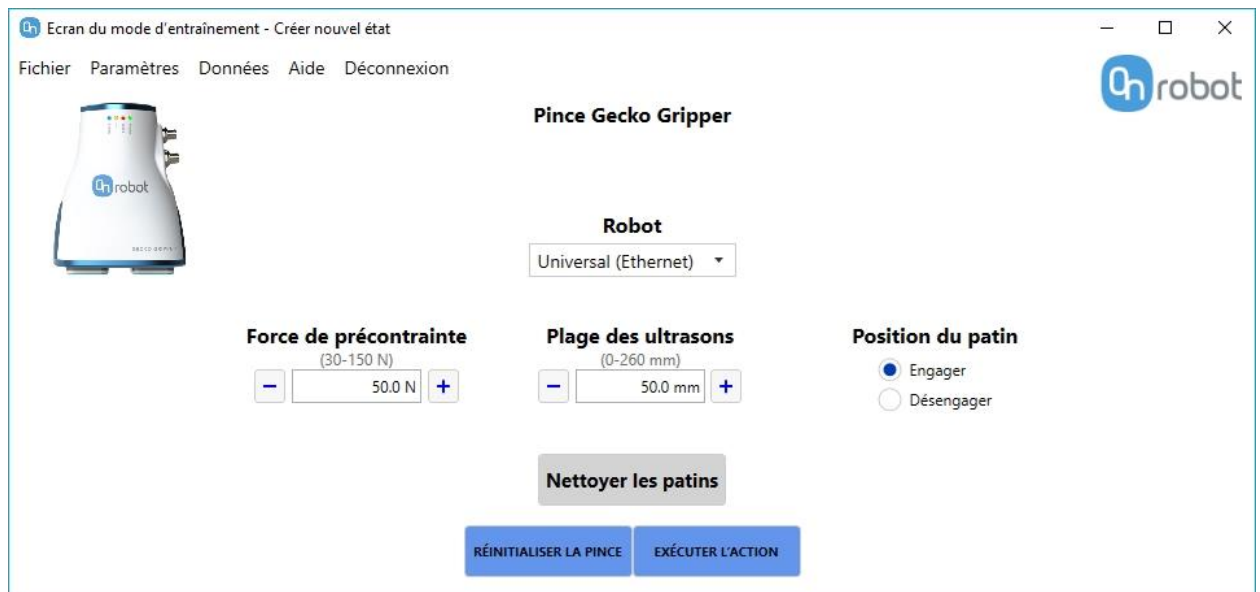 Ecran du mode d'entraînement - Créer nouvel état
Fichier Paramètres Données Aide Déconnexion
On robot
Pince Gecko Gripper
On robot
Robot
Universal (Ethernet)
Force de précontrainte
(30-150 N)
50.0 N
Plage des ultrasons
(0-260 mm)
50.0 mm
Position du patin
Engager
Désengager
Nettoyer les patins
RÉINITIALISER LA PINCE
EXÉCUTER L'ACTION